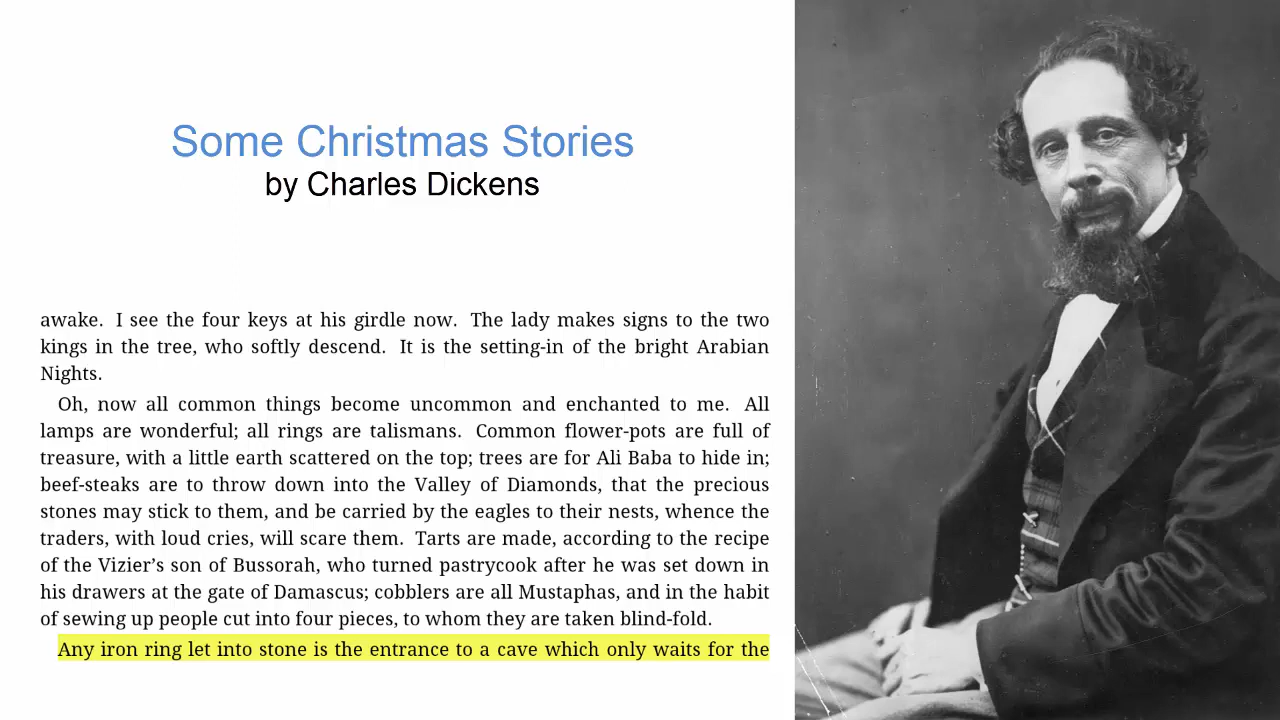 Some Christmas Stories
by Charles Dickens
awake.  I see the four keys at his girdle now.  The lady makes signs to the two
kings in the tree, who softly descend.  It is the setting-in of the bright Arabian
Nights.
Oh, now all common things become uncommon and enchanted to me.  All
lamps are wonderful; all rings are talismans.  Common flower-pots are full of
treasure, with a little earth scattered on the top; trees are for Ali Baba to hide in;
beef-steaks are to throw down into the Valley of Diamonds, that the precious
stones may stick to them, and be carried by the eagles to their nests, whence the
traders, with loud cries, will scare them.  Tarts are made, according to the recipe
of the Vizier’s son of Bussorah, who turned pastrycook after he was set down in
his drawers at the gate of Damascus; cobblers are all Mustaphas, and in the habit
of sewing up people cut into four pieces, to whom they are taken blind-fold.
Any iron ring let into stone is the entrance to a cave which only waits for the